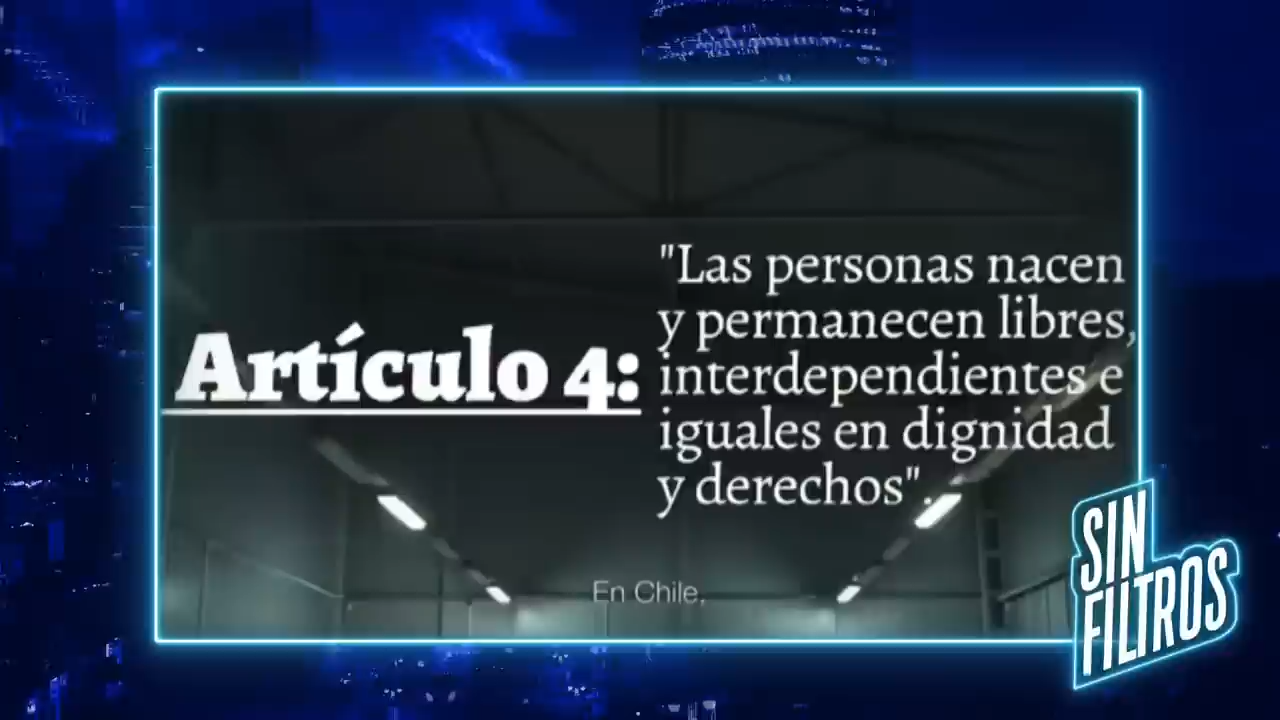 Artículo 4:
"Las personas nacen
y permanecen libres,
interdependientes e
iguales en dignidad
y derechos".
En Chile,
SIN
FILTROS